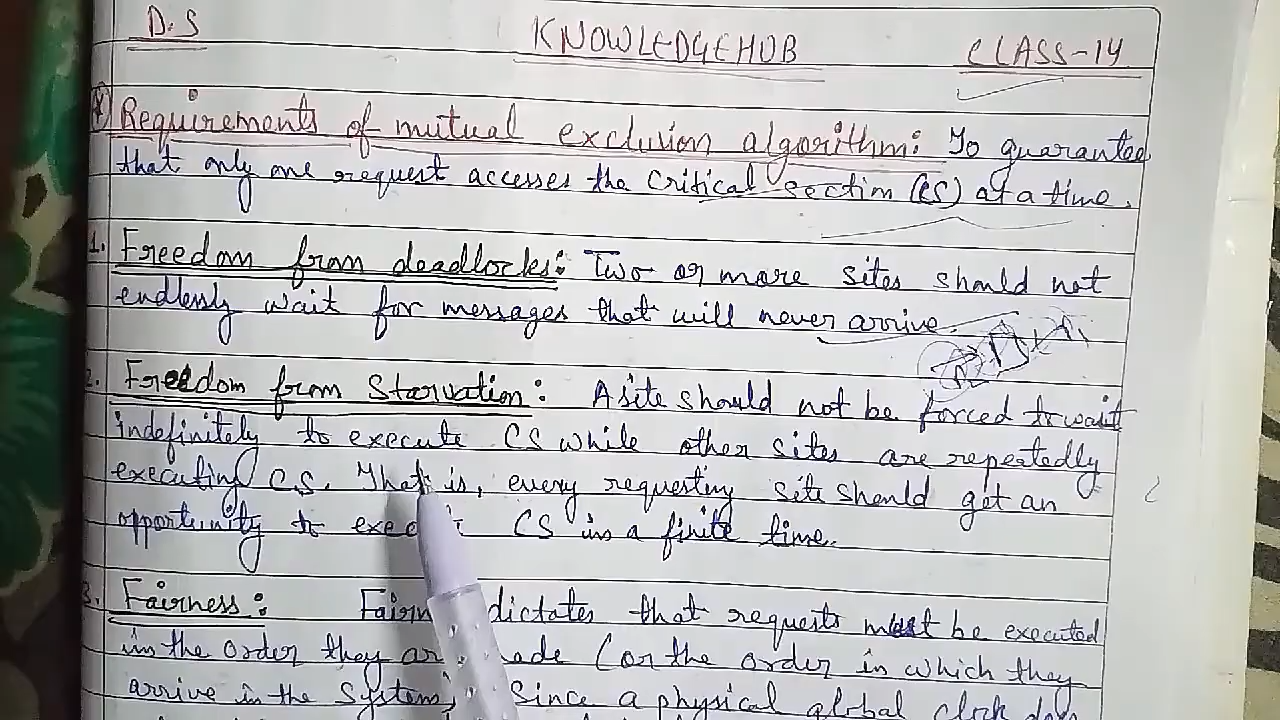 D.S KNOWLEDGEHUB CLASS-14
Requirements of mutual exclusion algorithm: To guarantee
that only one request accesses the critical section (CS) at a time.
1. Freedom from deadlocks: Two or more sites should not
endlessly wait for messages that will never arrive.
2. Freedom from Starvation: A site should not be forced to wait
indefinitely to execute CS while other sites are repeatedly
executing C.S. That is, every requesting site should get an
opportunity to CS in a finite time.
3. Fairness: dictates that requests must be executed
in the order they (or the order in which they
arrive in the system) Since a physical global clock